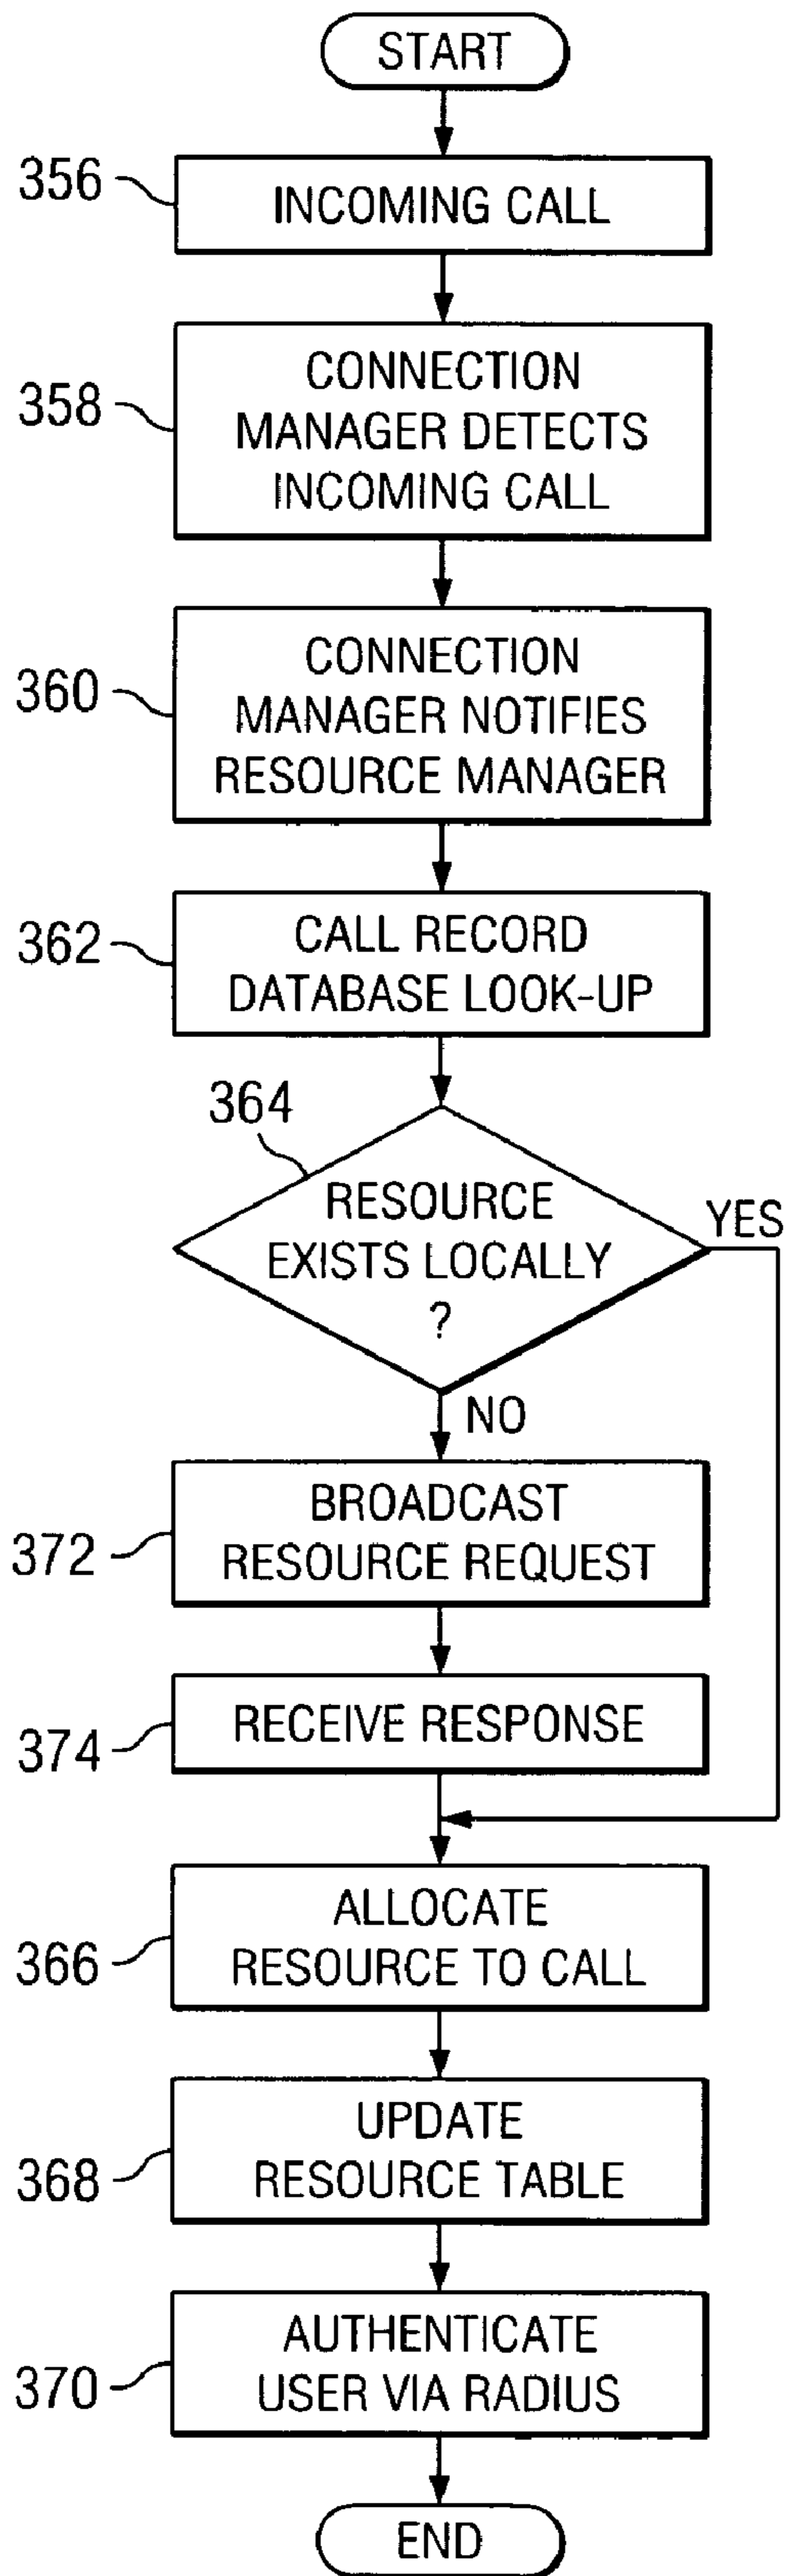 START
356
INCOMING CALL
358
CONNECTION
MANAGER DETECTS
INCOMING CALL
360
CONNECTION
MANAGER NOTIFIES
RESOURCE MANAGER
362
CALL RECORD
DATABASE LOOK-UP
364
RESOURCE
EXISTS LOCALLY
?
YES
NO
372
BROADCAST
RESOURCE REQUEST
374
RECEIVE RESPONSE
366
ALLOCATE
RESOURCE TO CALL
368
UPDATE
RESOURCE TABLE
370
AUTHENTICATE
USER VIA RADIUS
END